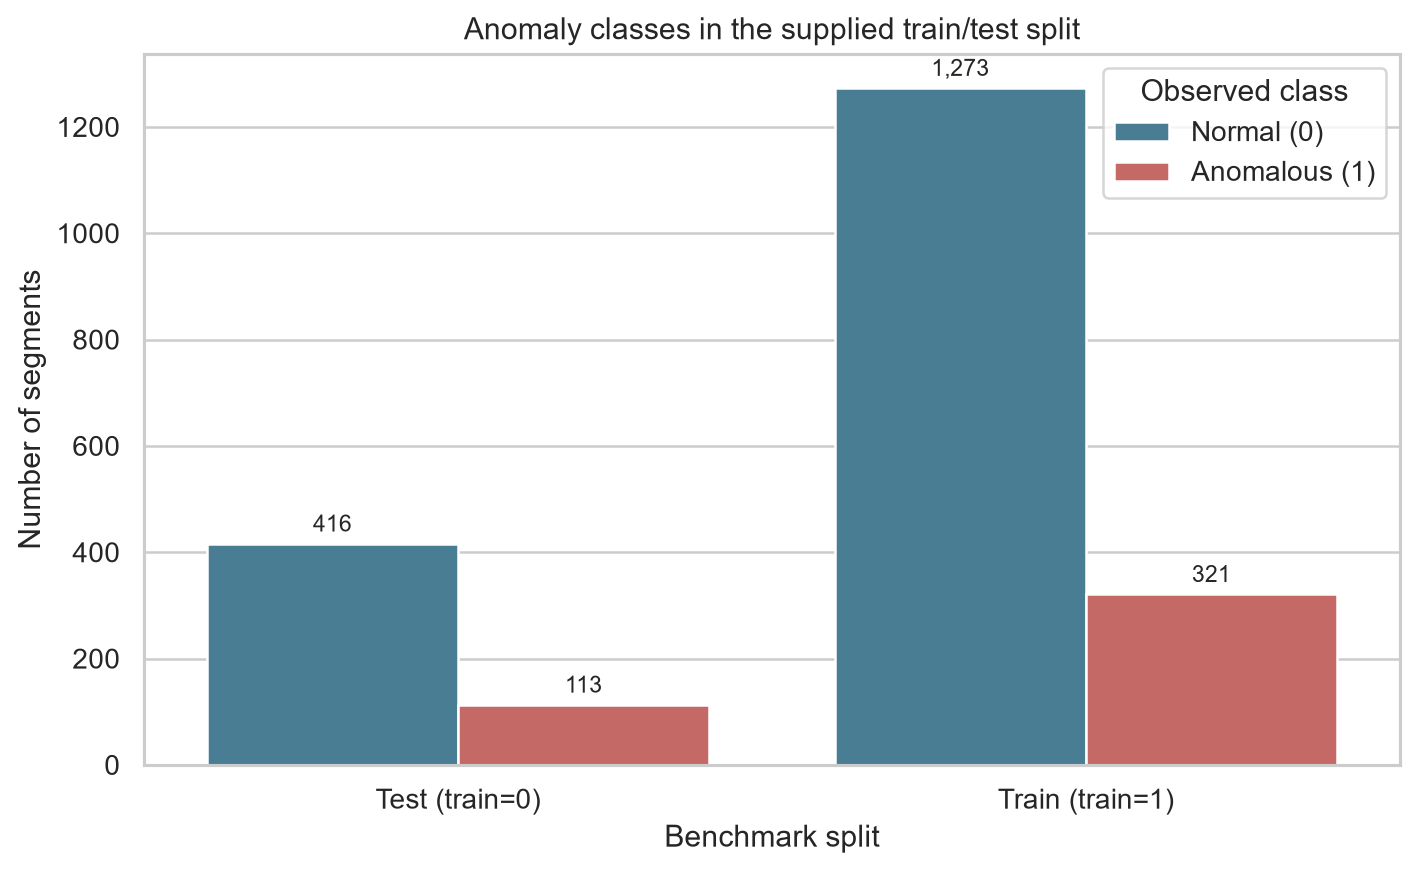 Anomaly classes in the supplied train/test split
Number of segments
1200
1000
800
600
400
200
0
416
113
1,273
321
Observed class
Normal (0)
Anomalous (1)
Test (train=0)
Train (train=1)
Benchmark split